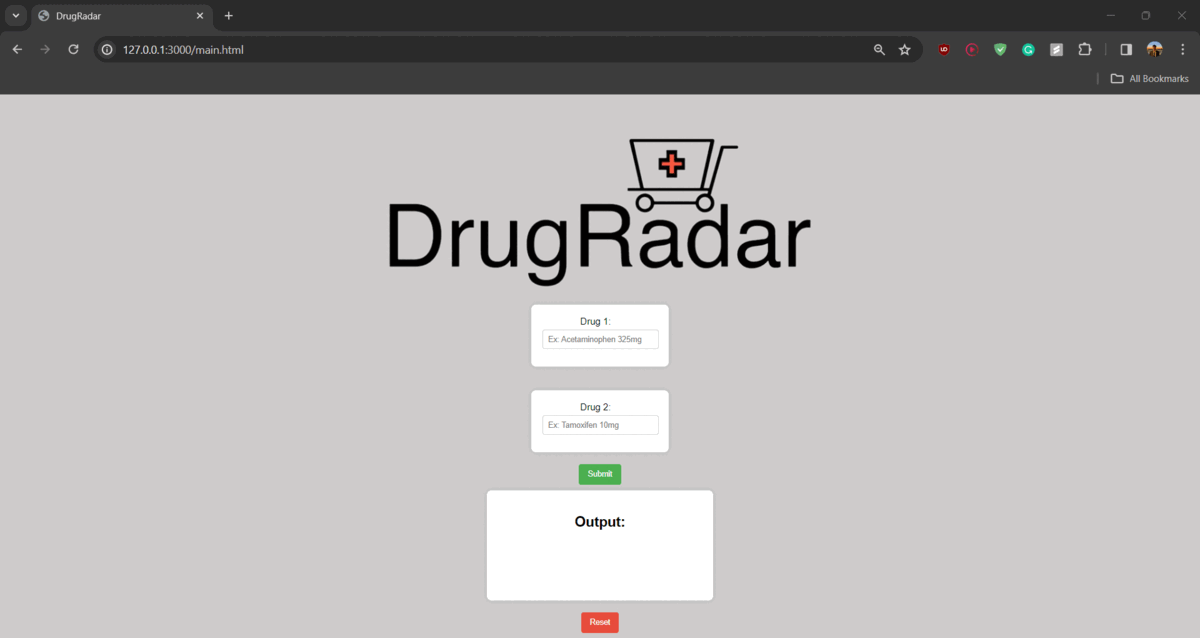 DrugRadar
127.0.0.1:3000/main.html
All Bookmarks
DrugRadar
Drug 1:
Ex: Acetaminophen 325mg
Drug 2:
Ex: Tamoxifen 10mg
Submit
Output:
Reset